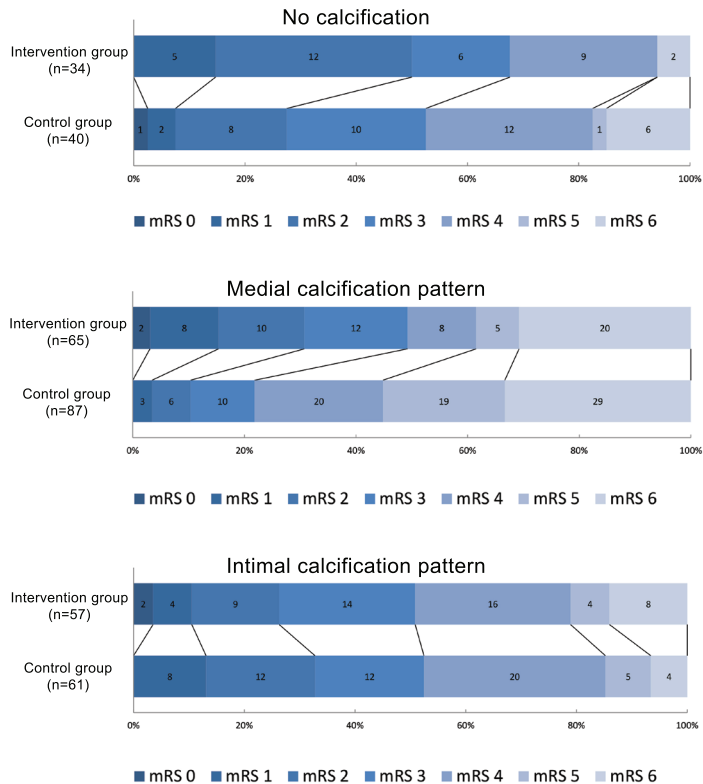 No calcification
Intervention group
(n=34)
5 12 6 9 2
Control group
(n=40)
1 2 8 10 12 1 6
0% 20% 40% 60% 80% 100%
mRS 0 mRS 1 mRS 2 mRS 3 mRS 4 mRS 5 mRS 6
Medial calcification pattern
Intervention group
(n=65)
2 8 10 12 8 5 20
Control group
(n=87)
3 6 10 20 19 29
0% 20% 40% 60% 80% 100%
mRS 0 mRS 1 mRS 2 mRS 3 mRS 4 mRS 5 mRS 6
Intimal calcification pattern
Intervention group
(n=57)
2 4 9 14 16 4 8
Control group
(n=61)
8 12 12 20 5 4
0% 20% 40% 60% 80% 100%
mRS 0 mRS 1 mRS 2 mRS 3 mRS 4 mRS 5 mRS 6